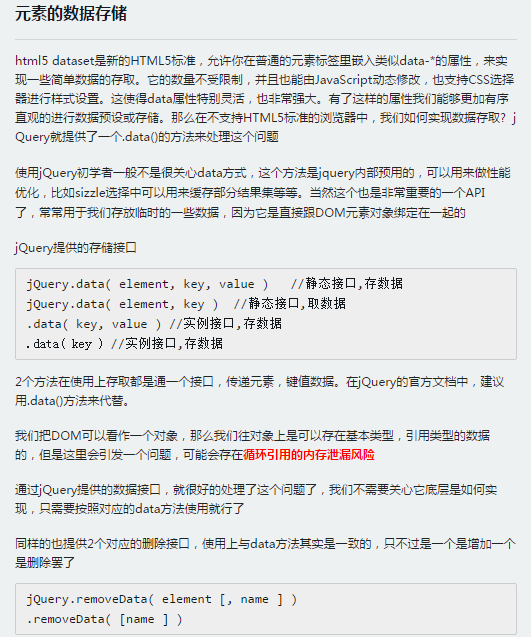 元素的数据存储
html5 dataset是新的HTML5标准，允许你在普通的元素标签里嵌入类似data-*的属性，来实
现一些简单数据的存取。它的数量不受限制，并且也能由JavaScript动态修改，也支持CSS选择
器进行样式设置。这使得data属性特别灵活，也非常强大。有了这样的属性我们能够更加有序
直观的进行数据预设或存储。那么在不支持HTML5标准的浏览器中，我们如何实现数据存取? j
Query就提供了一个.data()的方法来处理这个问题
使用jQuery初学者一般不是很关心data方式，这个方法是jquery内部预用的，可以用来做性能
优化，比如sizzle选择中可以用来缓存部分结果集等等。当然这个也是非常重要的一个API
了，常常用于我们存放临时的一些数据，因为它是直接跟DOM元素对象绑定在一起的
jQuery提供的存储接口
jQuery.data( element, key, value )   //静态接口,存数据
jQuery.data( element, key )  //静态接口,取数据
.data( key, value ) //实例接口,存数据
.data( key ) //实例接口,存数据
2个方法在使用上存取都是通一个接口，传递元素，键值数据。在jQuery的官方文档中，建议
用.data()方法来代替。
我们把DOM可以看作一个对象，那么我们往对象上是可以存在基本类型，引用类型的数据
的，但是这里会引发一个问题，可能会存在循环引用的内存泄漏风险
通过jQuery提供的数据接口，就很好的处理了这个问题了，我们不需要关心它底层是如何实
现，只需要按照对应的data方法使用就行了
同样的也提供2个对应的删除接口，使用上与data方法其实是一致的，只不过是一个是增加一个
是删除罢了
jQuery.removeData( element [, name ] )
.removeData( [name ] )